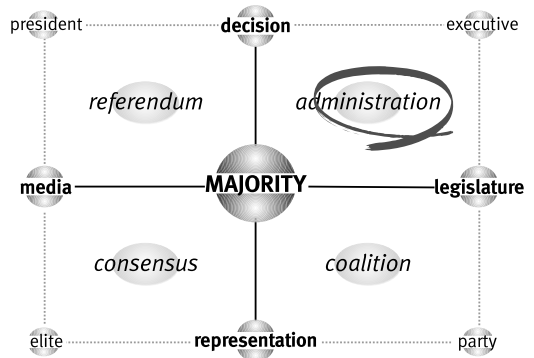 president decision executive
referendum administration
media MAJORITY legislature
consensus coalition
elite representation party